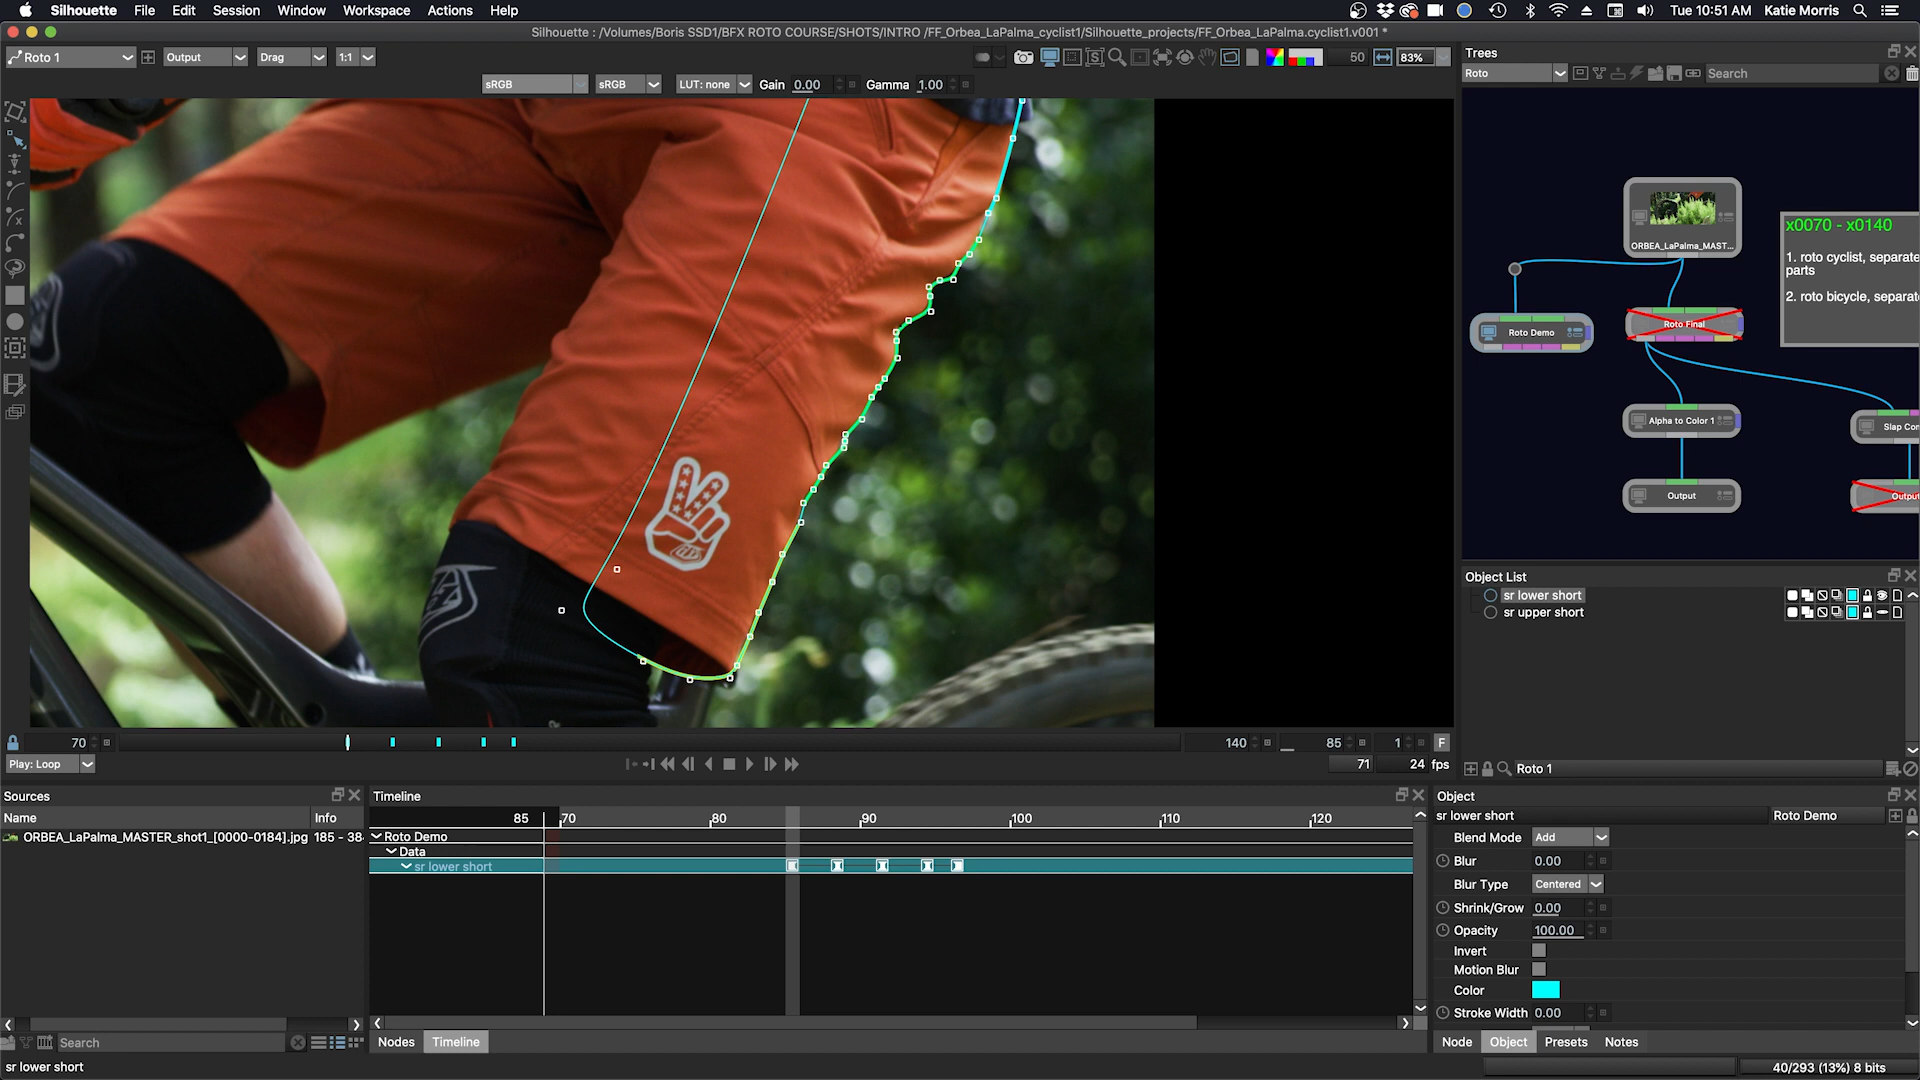 Silhouette File Edit Session Window Workspace Actions Help
Tue 10:51 AM Katie Morris
Silhouette : /Volumes/Boris SSD1/BFX ROTO COURSE/SHOTS/INTRO /FF_Orbea_LaPalma_cyclist1/Silhouette_projects/FF_Orbea_LaPalma.cyclist1.v001 *
Roto 1 Output Drag 1:1 50 83%
sRGB sRGB LUT: none Gain 0.00 Gamma 1.00
Trees
Roto Search
ORBEA_LaPalma_MAST...
x0070 - x0140
1. roto cyclist, separate
parts
2. roto bicycle, separat
Roto Demo
Roto Final
Alpha to Color 1
Slap Con
Output
Output
Object List
sr lower short
sr upper short
Roto 1
70 140 85 1 F
Play: Loop
71 24 fps
Sources
Name Info
ORBEA_LaPalma_MASTER_shot1_[0000-0184].jpg 185 - 38
Search
Timeline
85 70 80 90 100 110 120
Roto Demo
Data
sr lower short
Nodes Timeline
Object
sr lower short Roto Demo
Blend Mode Add
Blur 0.00
Blur Type Centered
Shrink/Grow 0.00
Opacity 100.00
Invert
Motion Blur
Color
Stroke Width 0.00
Node Object Presets Notes
sr lower short
40/293 (13%) 8 bits